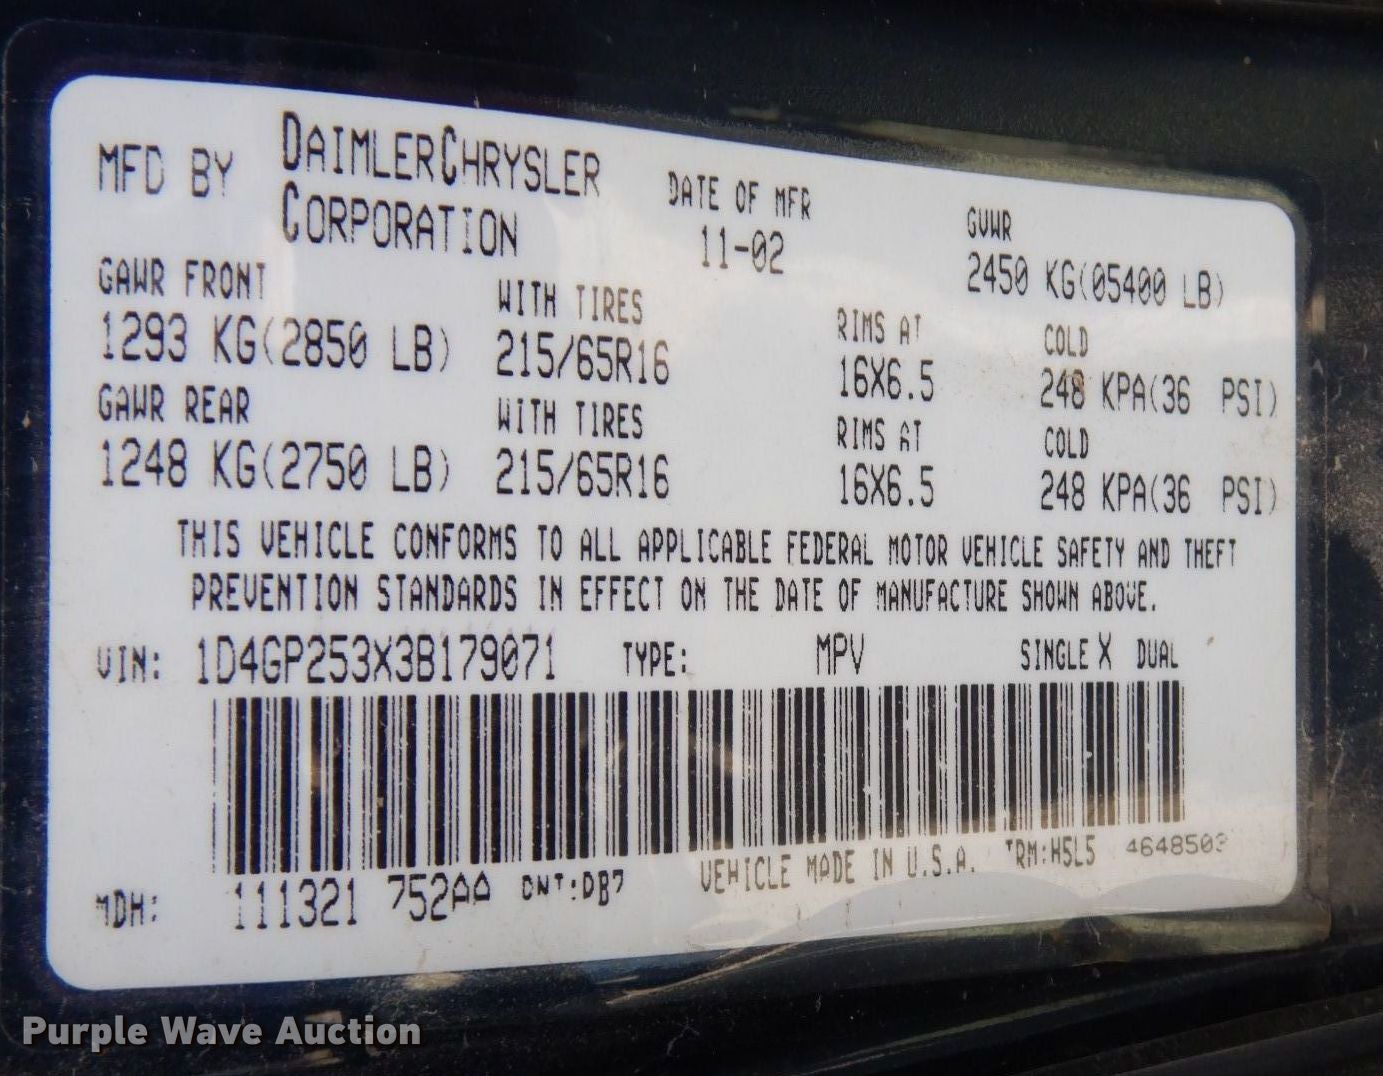 MFD BY DAIMLERCHRYSLER CORPORATION
DATE OF MFR
11-02
GVWR
2450 KG(05400 LB)
GAWR FRONT WITH TIRES RIMS AT COLD
1293 KG(2850 LB) 215/65R16 16X6.5 248 KPA(36 PSI)
GAWR REAR WITH TIRES RIMS AT COLD
1248 KG(2750 LB) 215/65R16 16X6.5 248 KPA(36 PSI)
THIS VEHICLE CONFORMS TO ALL APPLICABLE FEDERAL MOTOR VEHICLE SAFETY AND THEFT
PREVENTION STANDARDS IN EFFECT ON THE DATE OF MANUFACTURE SHOWN ABOVE.
VIN: 1D4GP253X3B179071 TYPE: MPV SINGLE X DUAL
MDH: 111321 752AA PNT:DB7 VEHICLE MADE IN U.S.A. TRM:H5L5 4648503
Purple Wave Auction